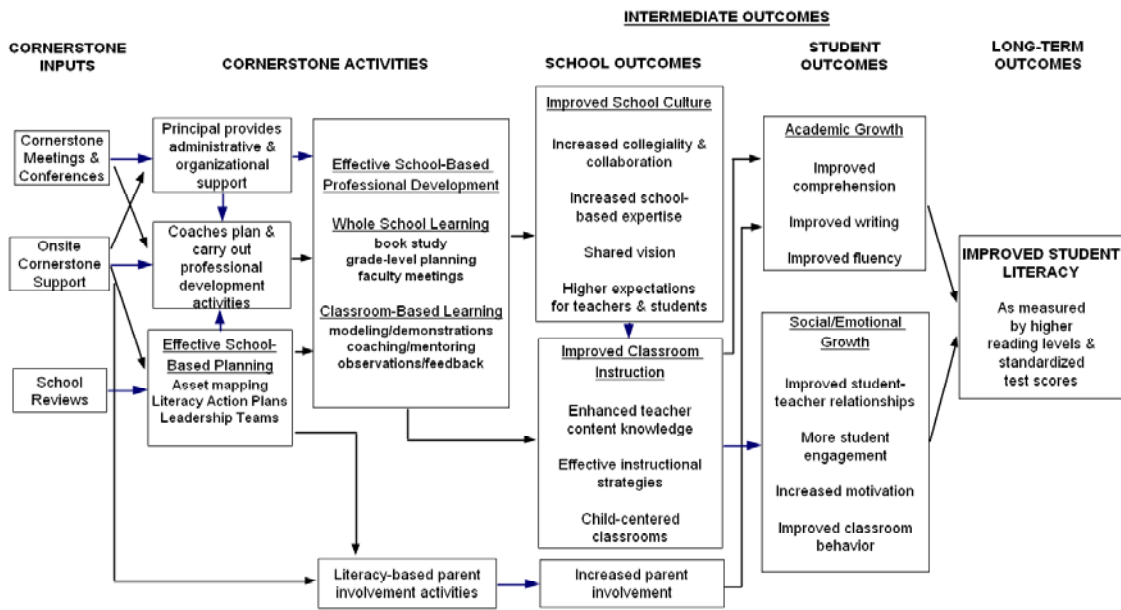 INTERMEDIATE OUTCOMES
CORNERSTONE
INPUTS
CORNERSTONE ACTIVITIES
SCHOOL OUTCOMES
STUDENT
OUTCOMES
LONG-TERM
OUTCOMES
Cornerstone
Meetings &
Conferences
Onsite
Cornerstone
Support
School
Reviews
Principal provides
administrative &
organizational
support
Coaches plan &
carry out
professional
development
activities
Effective School-
Based Planning
Asset mapping
Literacy Action Plans
Leadership Teams
Effective School-Based
Professional Development
Whole School Learning
book study
grade-level planning
faculty meetings
Classroom-Based Learning
modeling/demonstrations
coaching/mentoring
observations/feedback
Literacy-based parent
involvement activities
Improved School Culture
Increased collegiality &
collaboration
Increased school-
based expertise
Shared vision
Higher expectations
for teachers & students
Improved Classroom
Instruction
Enhanced teacher
content knowledge
Effective instructional
strategies
Child-centered
classrooms
Increased parent
involvement
Academic Growth
Improved
comprehension
Improved writing
Improved fluency
Social/Emotional
Growth
Improved student-
teacher relationships
More student
engagement
Increased motivation
Improved classroom
behavior
IMPROVED STUDENT
LITERACY
As measured
by higher
reading levels &
standardized
test scores